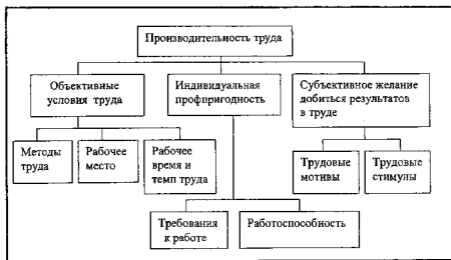 Производительность труда
Объективные
условия труда
Индивидуальная
профпригодность
Субъективное желание
добиться результатов
в труде
Методы
труда
Рабочее
место
Рабочее
время и
темп труда
Трудовые
мотивы
Трудовые
стимулы
Требования
к работе
Работоспособность